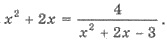 x² + 2x = 4 / (x² + 2x − 3).